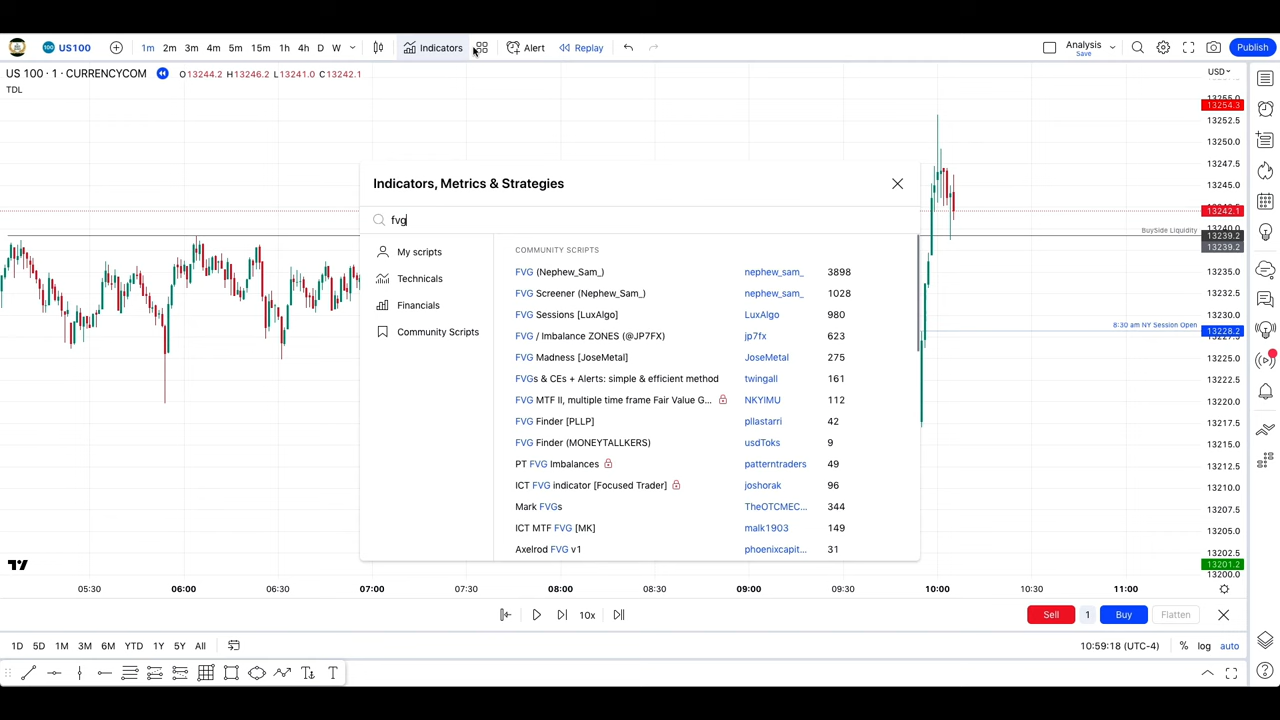 100 US100 1m 2m 3m 4m 5m 15m 1h 4h D W Indicators Alert Replay Analysis Save Publish
US 100 · 1 · CURRENCYCOM O13244.2 H13246.2 L13241.0 C13242.1 USD
TDL
13255.0
13254.3
13252.5
13250.0
13247.5
13245.0
13242.1
13240.0
BuySide Liquidity 13239.2
13239.2
13235.0
13232.5
13230.0
8:30 am NY Session Open 13228.2
13225.0
13222.5
13220.0
13217.5
13215.0
13212.5
13210.0
13207.5
13205.0
13202.5
13201.2
13200.0
Indicators, Metrics & Strategies
fvg
My scripts
Technicals
Financials
Community Scripts
COMMUNITY SCRIPTS
FVG (Nephew_Sam_) nephew_sam_ 3898
FVG Screener (Nephew_Sam_) nephew_sam_ 1028
FVG Sessions [LuxAlgo] LuxAlgo 980
FVG / Imbalance ZONES (@JP7FX) jp7fx 623
FVG Madness [JoseMetal] JoseMetal 275
FVGs & CEs + Alerts: simple & efficient method twingall 161
FVG MTF II, multiple time frame Fair Value G... NKYIMU 112
FVG Finder [PLLP] pllastarri 42
FVG Finder (MONEYTALLKERS) usdToks 9
PT FVG Imbalances patterntraders 49
ICT FVG indicator [Focused Trader] joshorak 96
Mark FVGs TheOTCMEC... 344
ICT MTF FVG [MK] malk1903 149
Axelrod FVG v1 phoenixcapit... 31
05:30 06:00 06:30 07:00 07:30 08:00 08:30 09:00 09:30 10:00 10:30 11:00
10x Sell 1 Buy Flatten
1D 5D 1M 3M 6M YTD 1Y 5Y All 10:59:18 (UTC-4) % log auto
T